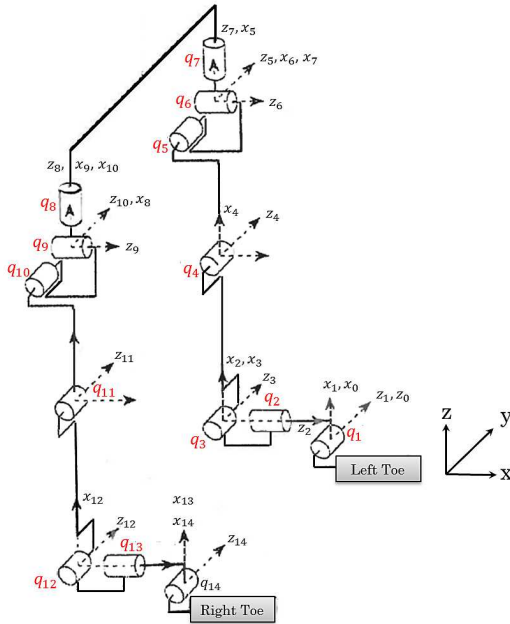 z₇, x₅
q₇
z₅, x₆, x₇
q₆
z₆
q₅
z₈, x₉, x₁₀
q₈
z₁₀, x₈
q₉
z₉
q₁₀
x₄
z₄
q₄
z₁₁
q₁₁
x₂, x₃
z₃
q₂
q₃
z₂
x₁, x₀
z₁, z₀
q₁
Left Toe
z
y
x
x₁₂
z₁₂
q₁₃
q₁₂
x₁₃
x₁₄
z₁₄
q₁₄
Right Toe